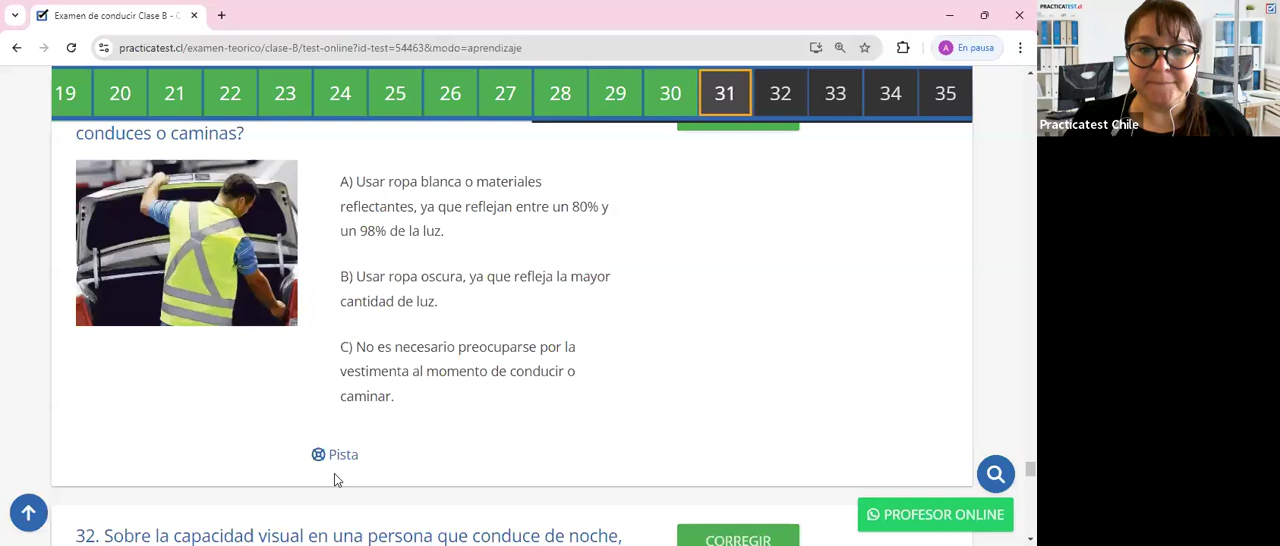 Examen de conducir Clase B - C
practicatest.cl/examen-teorico/clase-B/test-online?id-test=54463&modo=aprendizaje
En pausa
PRACTICATEST.cl
19 20 21 22 23 24 25 26 27 28 29 30 31 32 33 34 35
Practicatest Chile
conduces o caminas?
A) Usar ropa blanca o materiales
reflectantes, ya que reflejan entre un 80% y
un 98% de la luz.
B) Usar ropa oscura, ya que refleja la mayor
cantidad de luz.
C) No es necesario preocuparse por la
vestimenta al momento de conducir o
caminar.
Pista
PROFESOR ONLINE
32. Sobre la capacidad visual en una persona que conduce de noche,
CORREGIR